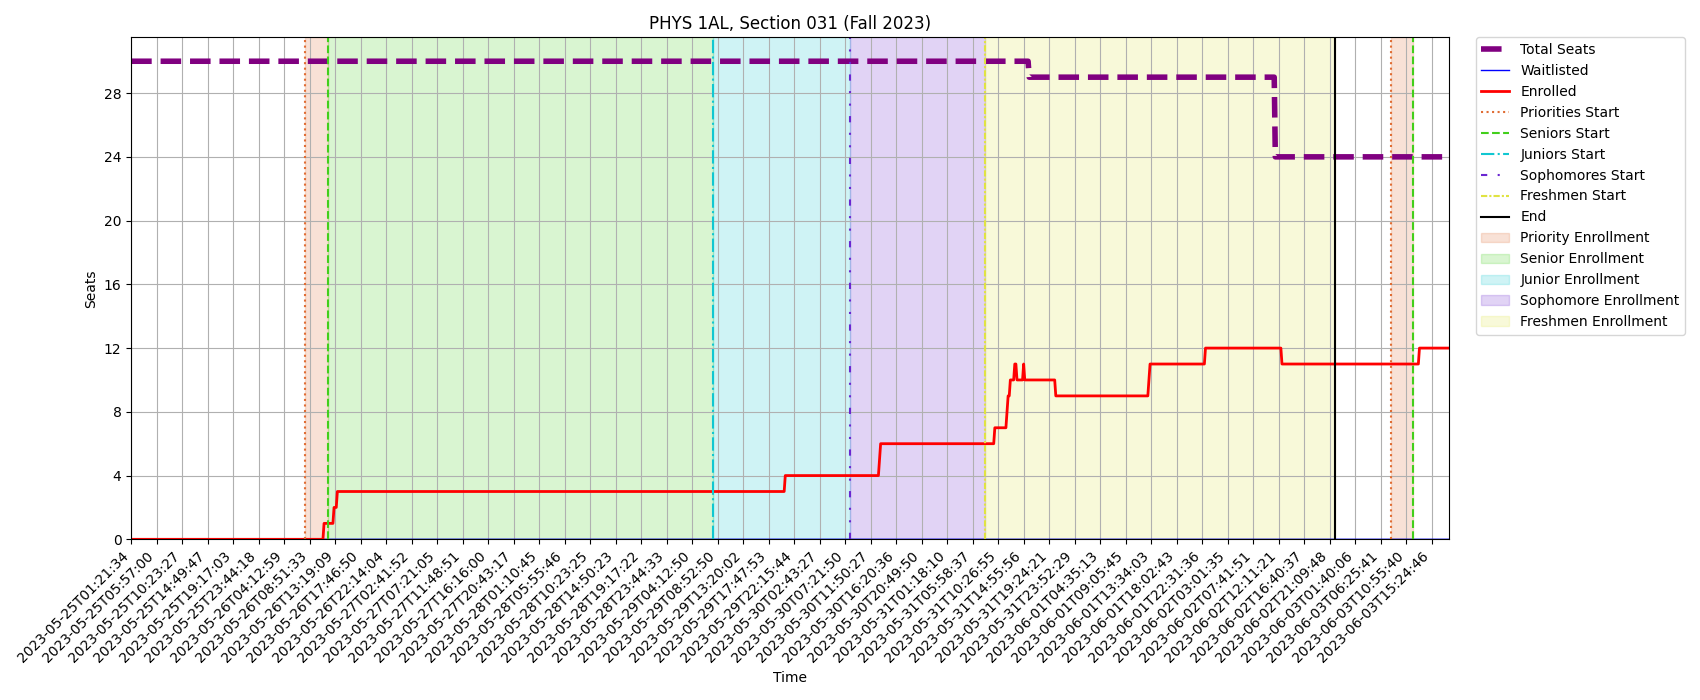 PHYS 1AL, Section 031 (Fall 2023)
Seats
28
24
20
16
12
8
4
0
2023-05-25T01:21:34
2023-05-25T05:57:00
2023-05-25T10:23:27
2023-05-25T14:49:47
2023-05-25T19:17:03
2023-05-25T23:44:18
2023-05-26T04:12:59
2023-05-26T08:51:33
2023-05-26T13:19:09
2023-05-26T17:46:50
2023-05-26T22:14:04
2023-05-27T02:41:52
2023-05-27T07:21:05
2023-05-27T11:48:51
2023-05-27T16:16:00
2023-05-27T20:43:17
2023-05-28T01:10:45
2023-05-28T05:55:46
2023-05-28T10:23:25
2023-05-28T14:50:23
2023-05-28T19:17:22
2023-05-28T23:44:33
2023-05-29T04:12:50
2023-05-29T08:52:50
2023-05-29T13:20:02
2023-05-29T17:47:53
2023-05-29T22:15:44
2023-05-30T02:43:27
2023-05-30T07:21:50
2023-05-30T11:50:27
2023-05-30T16:20:36
2023-05-30T20:49:50
2023-05-31T01:18:10
2023-05-31T05:58:37
2023-05-31T10:26:55
2023-05-31T14:55:56
2023-05-31T19:24:21
2023-05-31T23:52:29
2023-06-01T04:35:13
2023-06-01T09:05:45
2023-06-01T13:34:03
2023-06-01T18:02:43
2023-06-01T22:31:36
2023-06-02T03:01:35
2023-06-02T07:41:51
2023-06-02T12:11:21
2023-06-02T16:40:37
2023-06-02T21:09:48
2023-06-03T01:40:06
2023-06-03T06:25:41
2023-06-03T10:55:40
2023-06-03T15:24:46
Time
Total Seats
Waitlisted
Enrolled
Priorities Start
Seniors Start
Juniors Start
Sophomores Start
Freshmen Start
End
Priority Enrollment
Senior Enrollment
Junior Enrollment
Sophomore Enrollment
Freshmen Enrollment